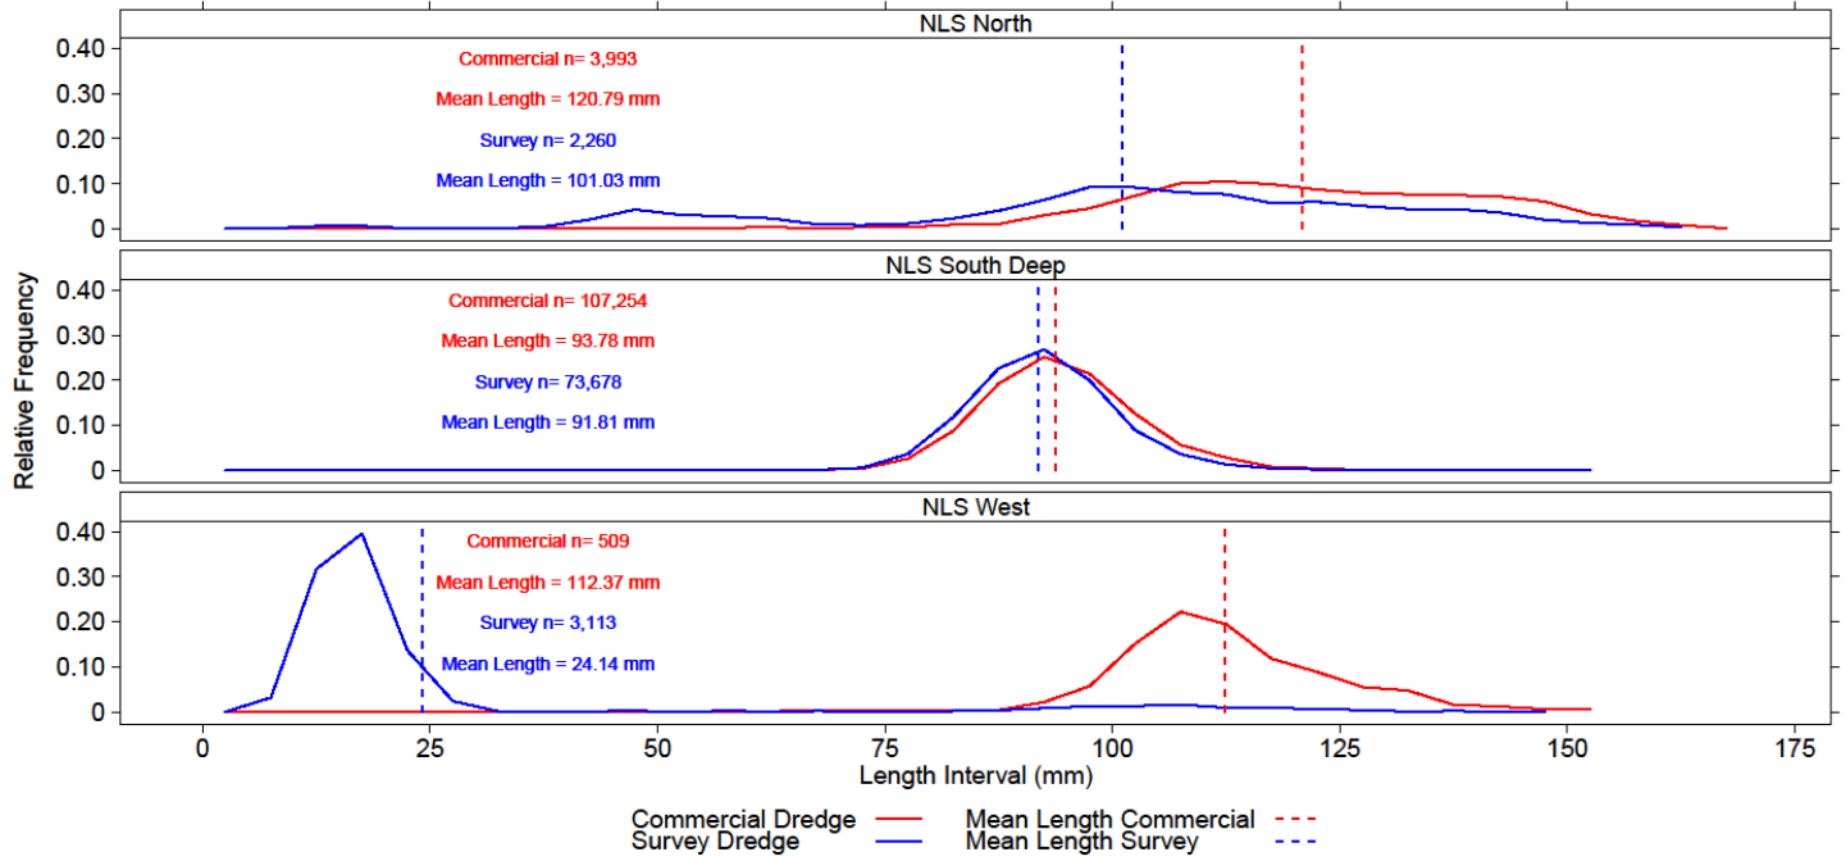 NLS North
0.40
0.30
0.20
0.10
0
Commercial n= 3,993
Mean Length = 120.79 mm
Survey n= 2,260
Mean Length = 101.03 mm
NLS South Deep
0.40
0.30
0.20
0.10
0
Commercial n= 107,254
Mean Length = 93.78 mm
Survey n= 73,678
Mean Length = 91.81 mm
Relative Frequency
NLS West
0.40
0.30
0.20
0.10
0
Commercial n= 509
Mean Length = 112.37 mm
Survey n= 3,113
Mean Length = 24.14 mm
0 25 50 75 100 125 150 175
Length Interval (mm)
Commercial Dredge Mean Length Commercial
Survey Dredge Mean Length Survey